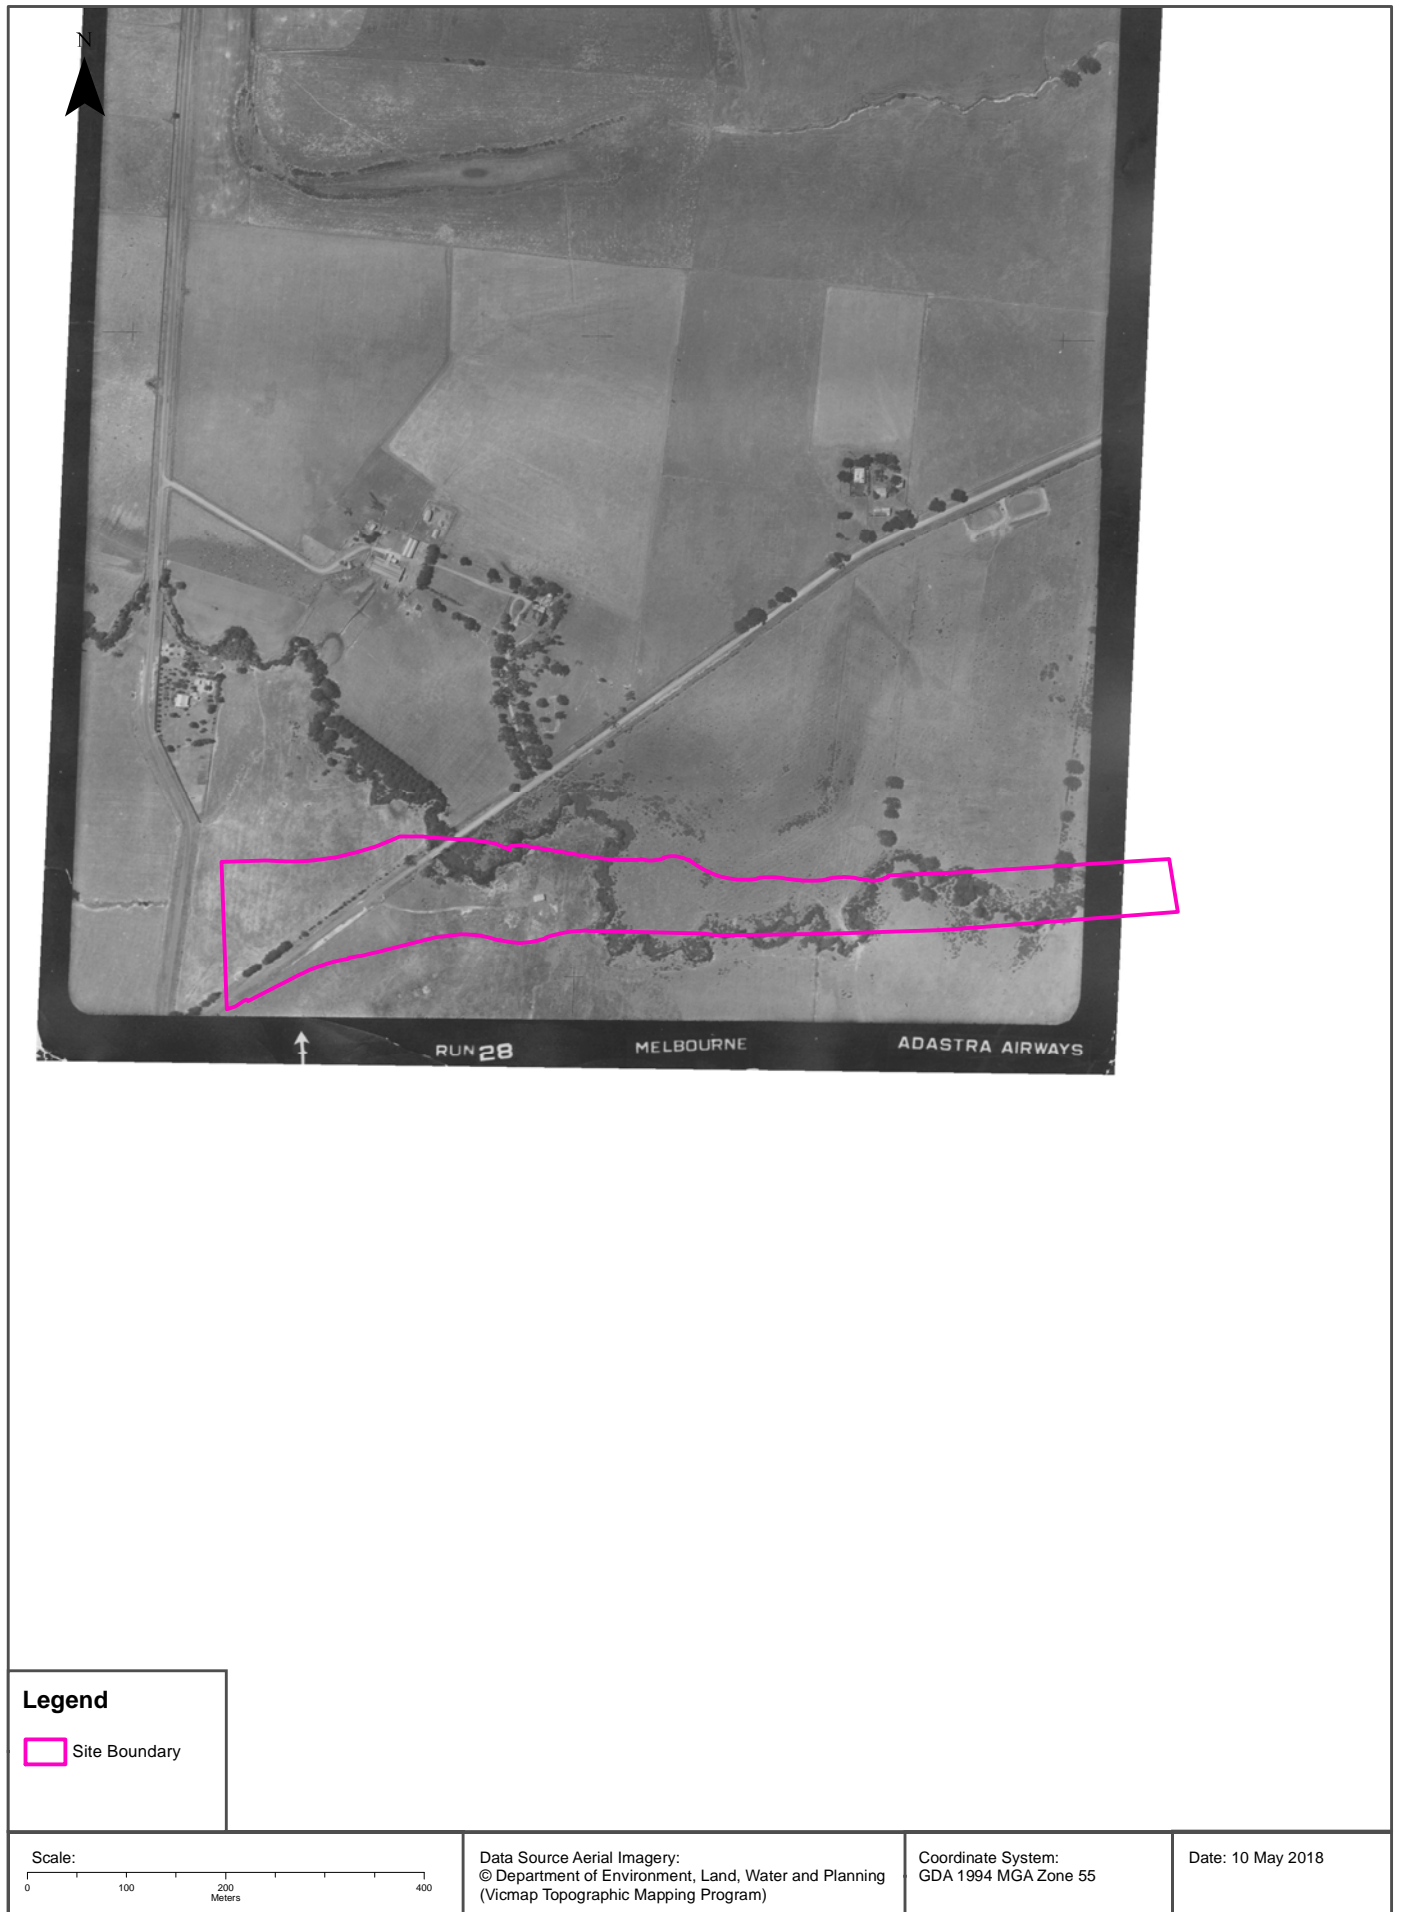 N
RUN 28
MELBOURNE
ADASTRA AIRWAYS
Legend
Site Boundary
Scale:
0 100 200 400
Meters
Data Source Aerial Imagery:
© Department of Environment, Land, Water and Planning
(Vicmap Topographic Mapping Program)
Coordinate System:
GDA 1994 MGA Zone 55
Date: 10 May 2018